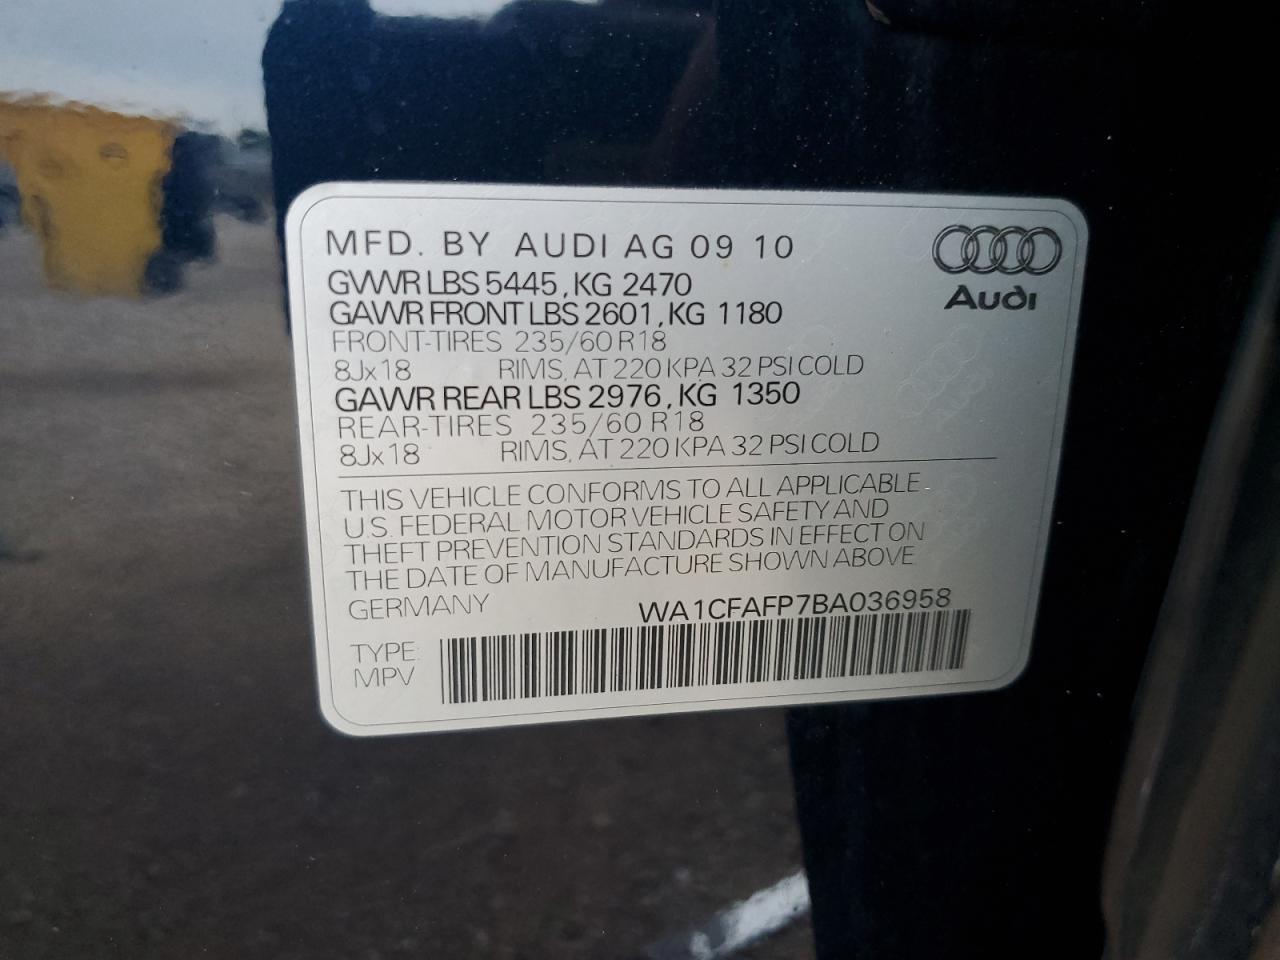 MFD. BY AUDI AG 09 10
GVWR LBS 5445, KG 2470
GAWR FRONT LBS 2601, KG 1180
FRONT-TIRES 235/60 R18
8Jx18 RIMS, AT 220 KPA 32 PSI COLD
GAWR REAR LBS 2976, KG 1350
REAR-TIRES 235/60 R18
8Jx18 RIMS, AT 220 KPA 32 PSI COLD
Audi
THIS VEHICLE CONFORMS TO ALL APPLICABLE
U.S. FEDERAL MOTOR VEHICLE SAFETY AND
THEFT PREVENTION STANDARDS IN EFFECT ON
THE DATE OF MANUFACTURE SHOWN ABOVE
GERMANY WA1CFAFP7BA036958
TYPE:
MPV